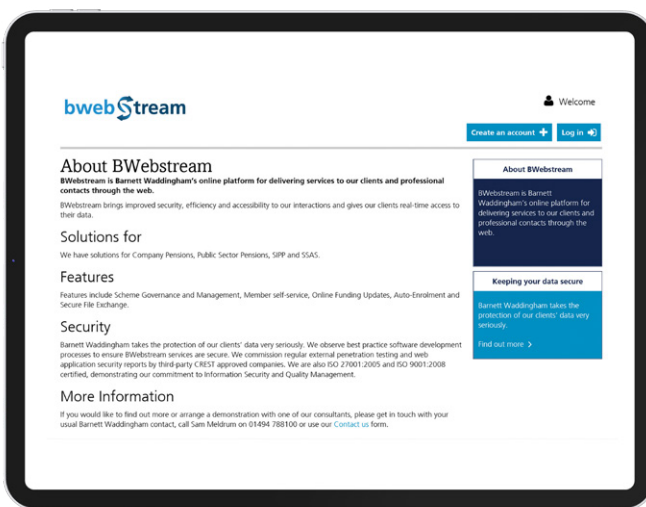 bwebStream
Welcome
Create an account
Log in
About BWebstream
BWebstream is Barnett Waddingham's online platform for delivering services to our clients and professional
contacts through the web.
BWebstream brings improved security, efficiency and accessibility to our interactions and gives our clients real-time access to
their data.
Solutions for
We have solutions for Company Pensions, Public Sector Pensions, SIPP and SSAS.
Features
Features include Scheme Governance and Management, Member self-service, Online Funding Updates, Auto-Enrolment and
Secure File Exchange.
Security
Barnett Waddingham takes the protection of our clients' data very seriously. We observe best practice software development
processes to ensure BWebstream services are secure. We commission regular external penetration testing and web
application security reports by third-party CREST approved companies. We are also ISO 27001:2005 and ISO 9001:2008
certified, demonstrating our commitment to Information Security and Quality Management.
More Information
If you would like to find out more or arrange a demonstration with one of our consultants, please get in touch with your
usual Barnett Waddingham contact, call Sam Meldrum on 01494 788100 or use our Contact us form.
About BWebstream
BWebstream is Barnett
Waddingham's online platform for
delivering services to our clients and
professional contacts through the
web.
Keeping your data secure
Barnett Waddingham takes the
protection of our clients' data very
seriously.
Find out more